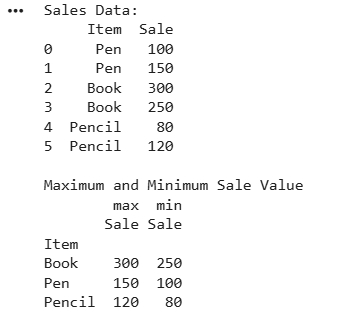 Sales Data:
     Item  Sale
0     Pen   100
1     Pen   150
2    Book   300
3    Book   250
4  Pencil    80
5  Pencil   120

Maximum and Minimum Sale Value
        max  min
       Sale Sale
Item
Book    300  250
Pen     150  100
Pencil  120   80